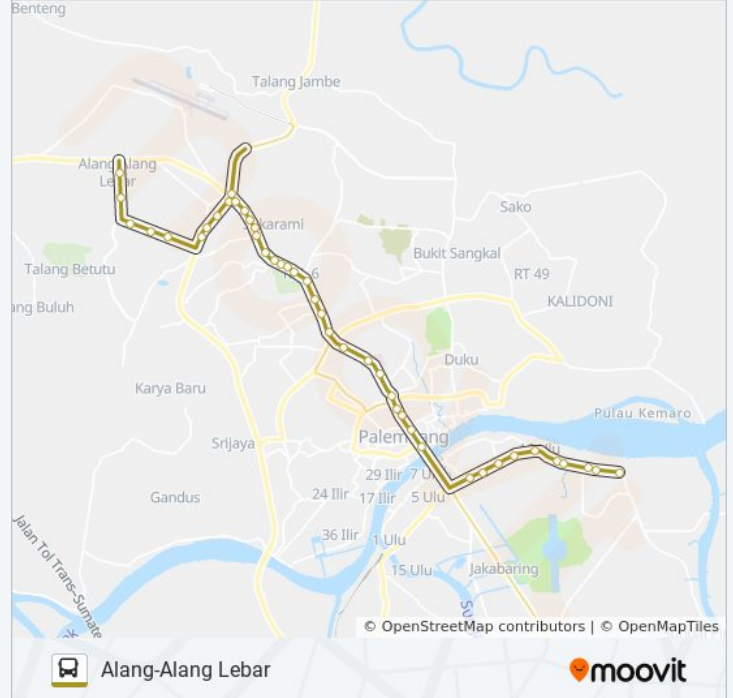 Benteng
Talang Jambe
Alang-Alang
Lebar
Sako
Sukarami
Bukit Sangkal
Talang Betutu
RT 49
KALIDONI
ang Buluh
Duku
Karya Baru
Pulau Kemaro
Palembang
Srijaya
29 Ilir
24 Ilir
17 Ilir
5 Ulu
Gandus
36 Ilir
1 Ulu
15 Ulu
Jakabaring
Jalan Tol Trans-Sumate
© OpenStreetMap contributors | © OpenMapTiles
Alang-Alang Lebar
moovit